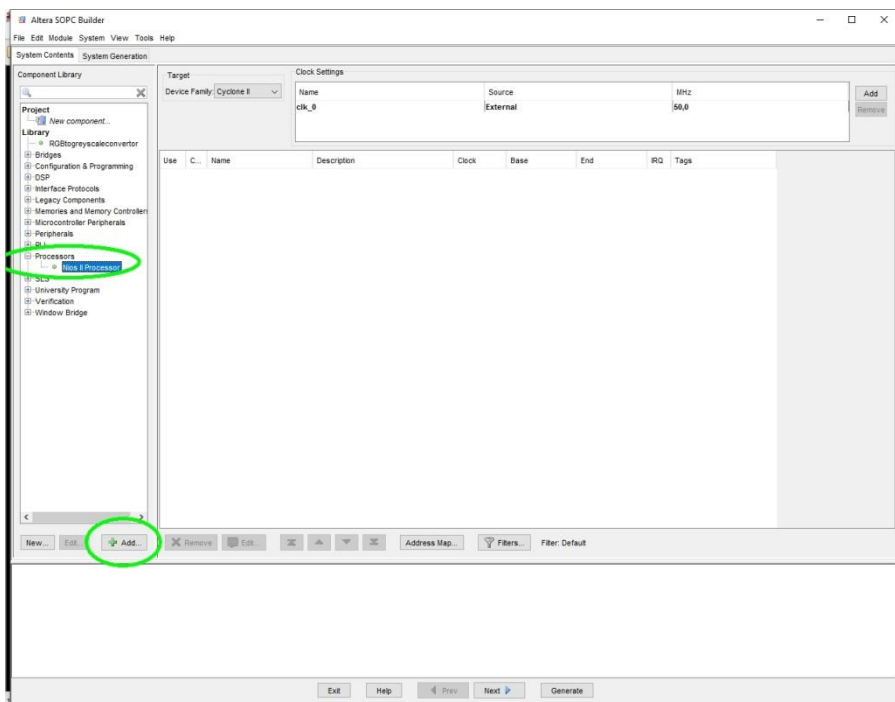 Altera SOPC Builder
File Edit Module System View Tools Help
System Contents System Generation
Component Library
Project
New component...
Library
RGBtogreyscaleconvertor
Bridges
Configuration & Programming
DSP
Interface Protocols
Legacy Components
Memories and Memory Controllers
Microcontroller Peripherals
Peripherals
PLL
Processors
Nios II Processor
SLS
University Program
Verification
Window Bridge
New... Edit... Add...
Target
Device Family: Cyclone II
Clock Settings
Name Source MHz
clk_0 External 50,0
Add
Remove
Use C... Name Description Clock Base End IRQ Tags
Remove Edit... Address Map... Filters... Filter: Default
Exit Help Prev Next Generate